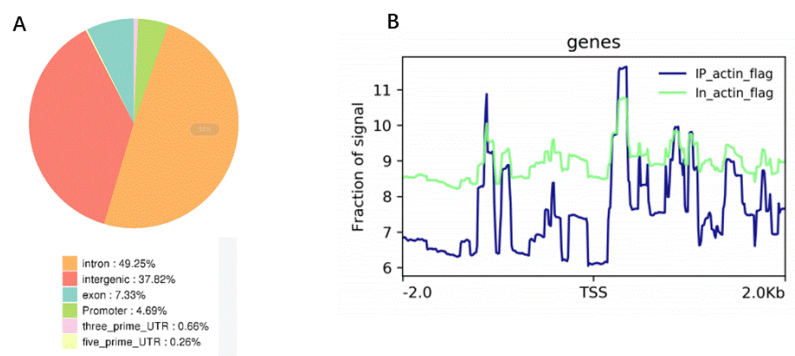 A
B
intron : 49.25%
intergenic : 37.82%
exon : 7.33%
Promoter : 4.69%
three_prime_UTR : 0.66%
five_prime_UTR : 0.26%
genes
IP_actin_flag
In_actin_flag
Fraction of signal
11
10
9
8
7
6
-2.0
TSS
2.0Kb